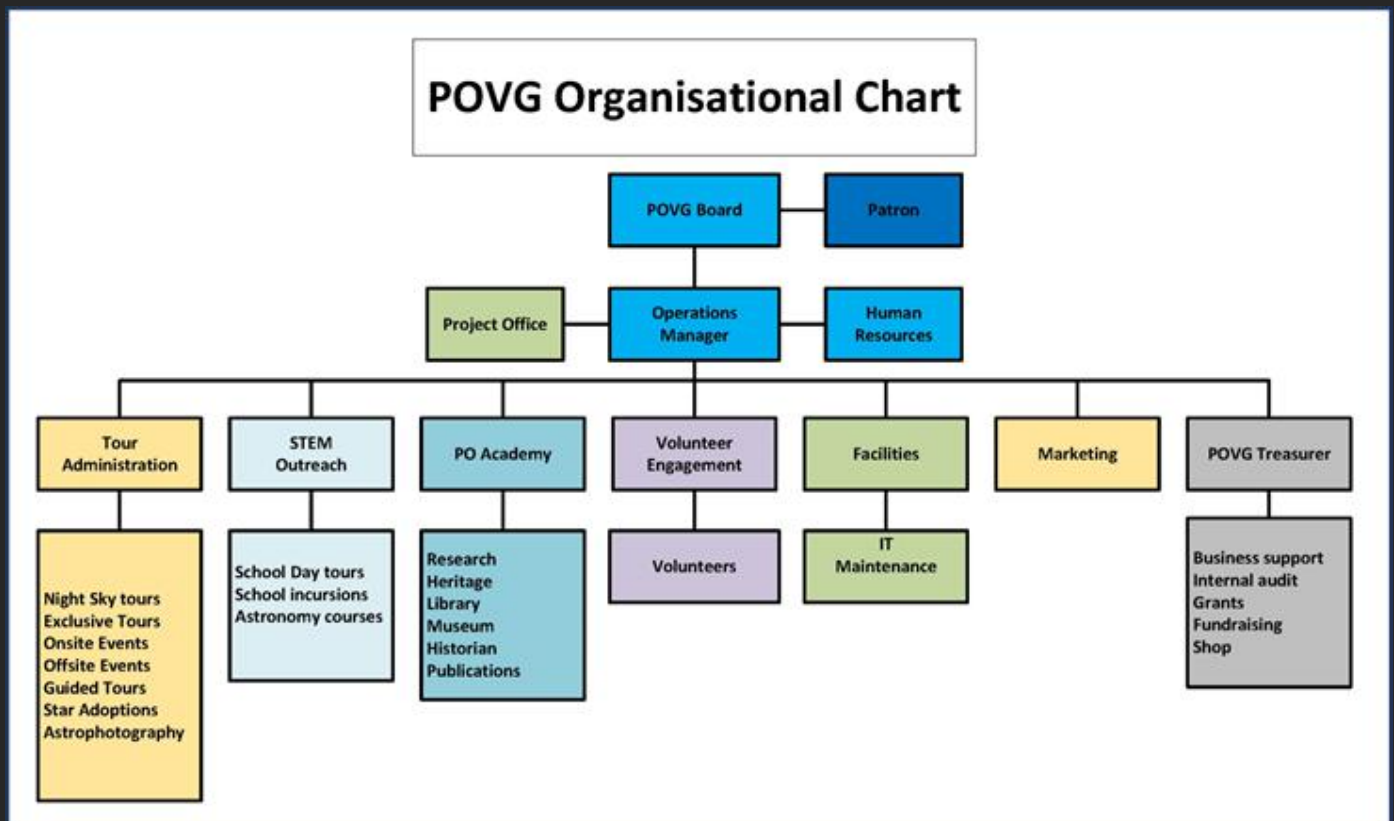 POVG Organisational Chart
POVG Board
Patron
Project Office
Operations
Manager
Human
Resources
Tour
Administration
STEM
Outreach
PO Academy
Volunteer
Engagement
Facilities
Marketing
POVG Treasurer
Night Sky tours
Exclusive Tours
Onsite Events
Offsite Events
Guided Tours
Star Adoptions
Astrophotography
School Day tours
School incursions
Astronomy courses
Research
Heritage
Library
Museum
Historian
Publications
Volunteers
IT
Maintenance
Business support
Internal audit
Grants
Fundraising
Shop